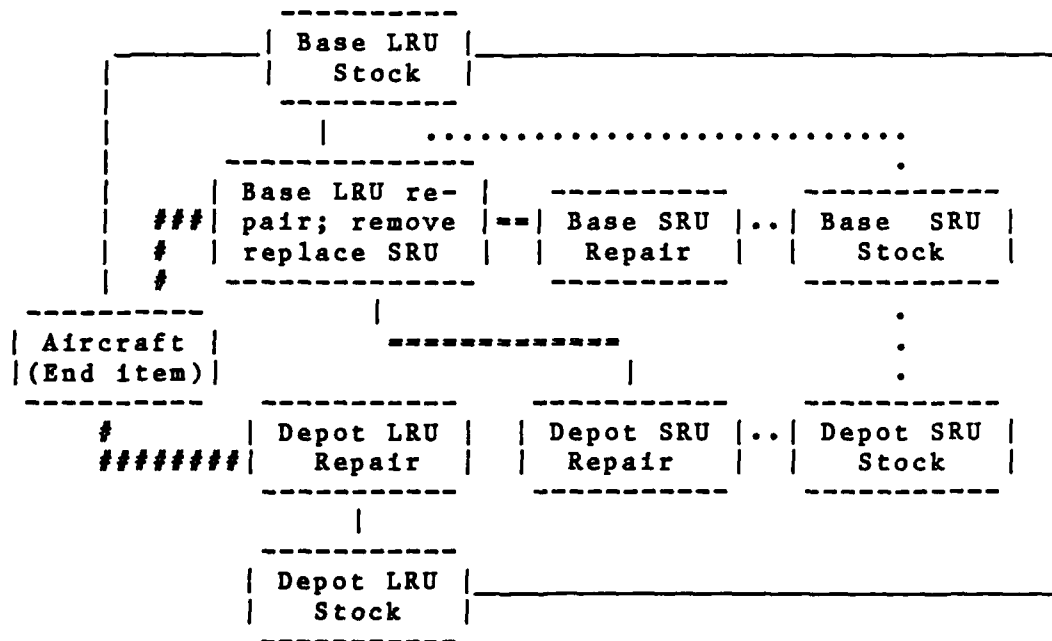 Base LRU
Stock
Base LRU re-
pair; remove
replace SRU
Base SRU
Repair
Base SRU
Stock
Aircraft
(End item)
Depot LRU
Repair
Depot SRU
Repair
Depot SRU
Stock
Depot LRU
Stock